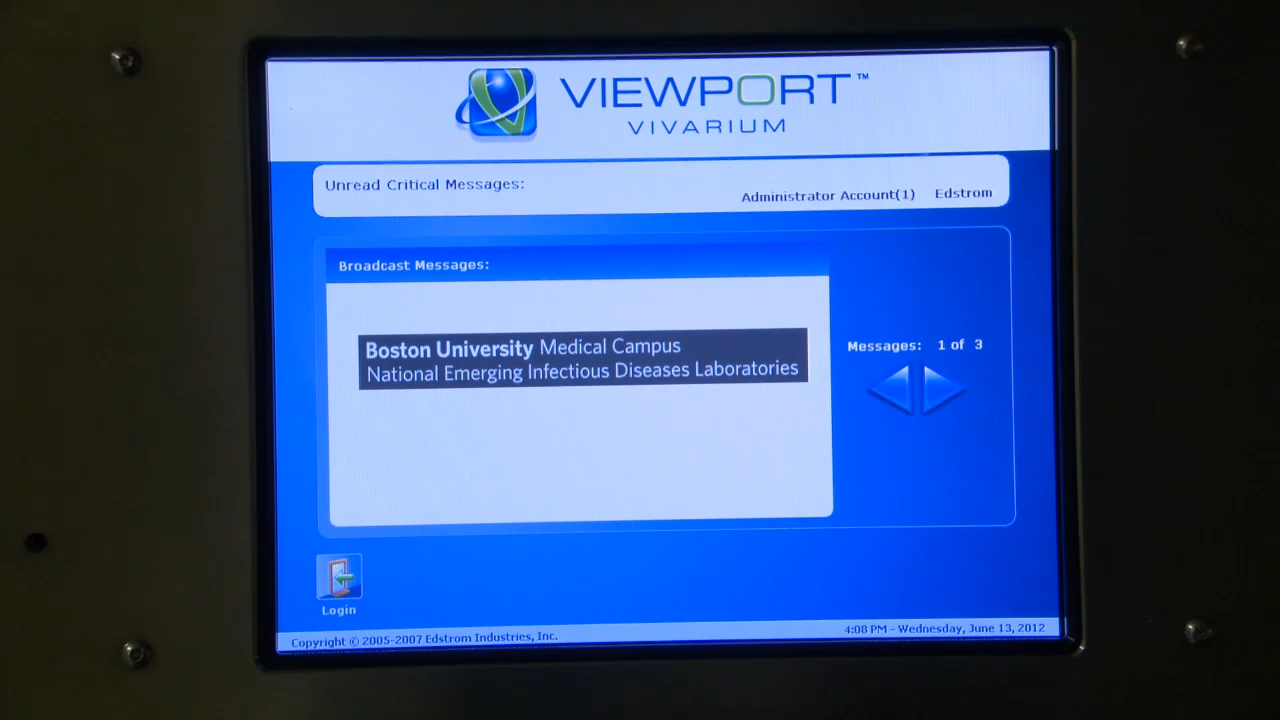 VIEWPORT™
VIVARIUM
Unread Critical Messages:
Administrator Account(1) Edstrom
Broadcast Messages:
Boston University Medical Campus
National Emerging Infectious Diseases Laboratories
Messages: 1 of 3
Login
Copyright © 2005-2007 Edstrom Industries, Inc.
4:08 PM - Wednesday, June 13, 2012